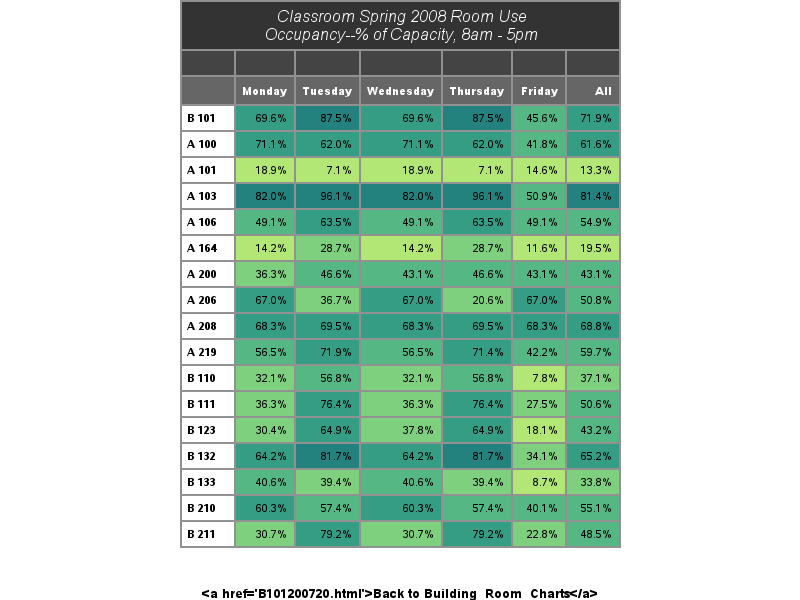 Classroom Spring 2008 Room Use
Occupancy--% of Capacity, 8am - 5pm
Monday Tuesday Wednesday Thursday Friday All
B 101 69.6% 87.5% 69.6% 87.5% 45.6% 71.9%
A 100 71.1% 62.0% 71.1% 62.0% 41.8% 61.6%
A 101 18.9% 7.1% 18.9% 7.1% 14.6% 13.3%
A 103 82.0% 96.1% 82.0% 96.1% 50.9% 81.4%
A 106 49.1% 63.5% 49.1% 63.5% 49.1% 54.9%
A 164 14.2% 28.7% 14.2% 28.7% 11.6% 19.5%
A 200 36.3% 46.6% 43.1% 46.6% 43.1% 43.1%
A 206 67.0% 36.7% 67.0% 20.6% 67.0% 50.8%
A 208 68.3% 69.5% 68.3% 69.5% 68.3% 68.8%
A 219 56.5% 71.9% 56.5% 71.4% 42.2% 59.7%
B 110 32.1% 56.8% 32.1% 56.8% 7.8% 37.1%
B 111 36.3% 76.4% 36.3% 76.4% 27.5% 50.6%
B 123 30.4% 64.9% 37.8% 64.9% 18.1% 43.2%
B 132 64.2% 81.7% 64.2% 81.7% 34.1% 65.2%
B 133 40.6% 39.4% 40.6% 39.4% 8.7% 33.8%
B 210 60.3% 57.4% 60.3% 57.4% 40.1% 55.1%
B 211 30.7% 79.2% 30.7% 79.2% 22.8% 48.5%
<a href='B101200720.html'>Back to Building_Room_Charts</a>